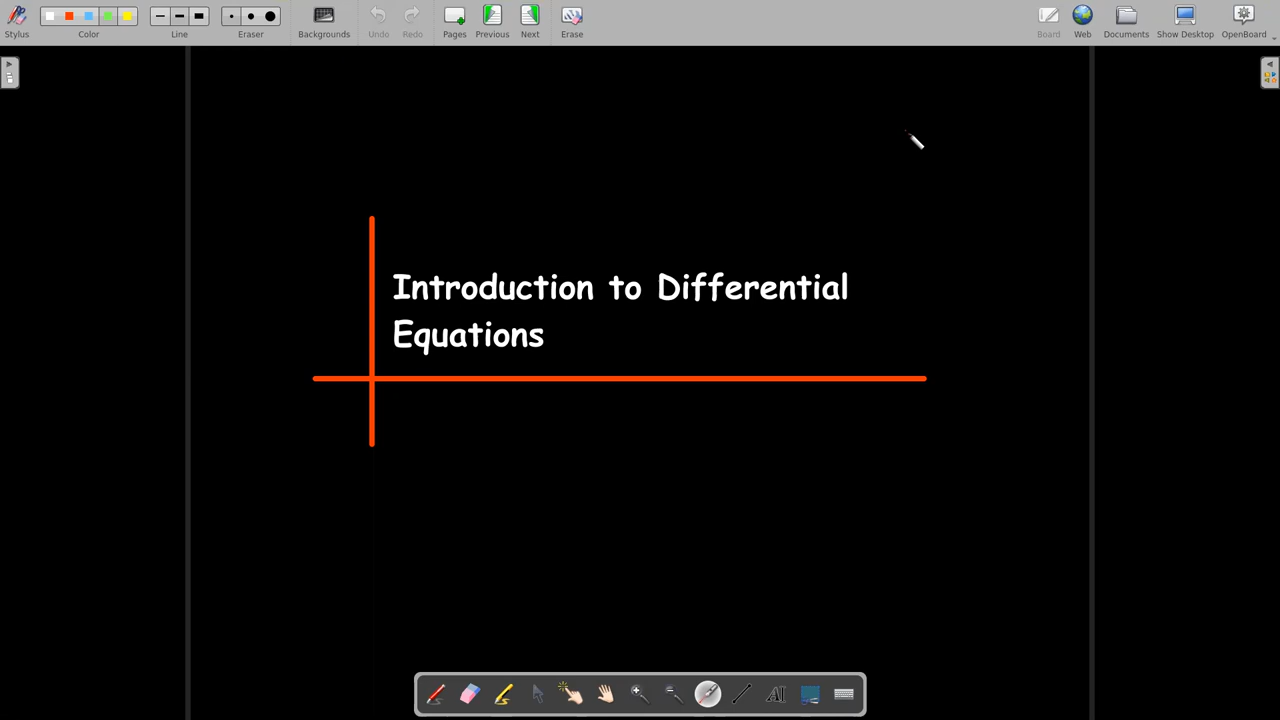 Stylus
Color
Line
Eraser
Backgrounds
Undo
Redo
Pages
Previous
Next
Erase
Board
Web
Documents
Show Desktop
OpenBoard
Introduction to Differential
Equations
AI